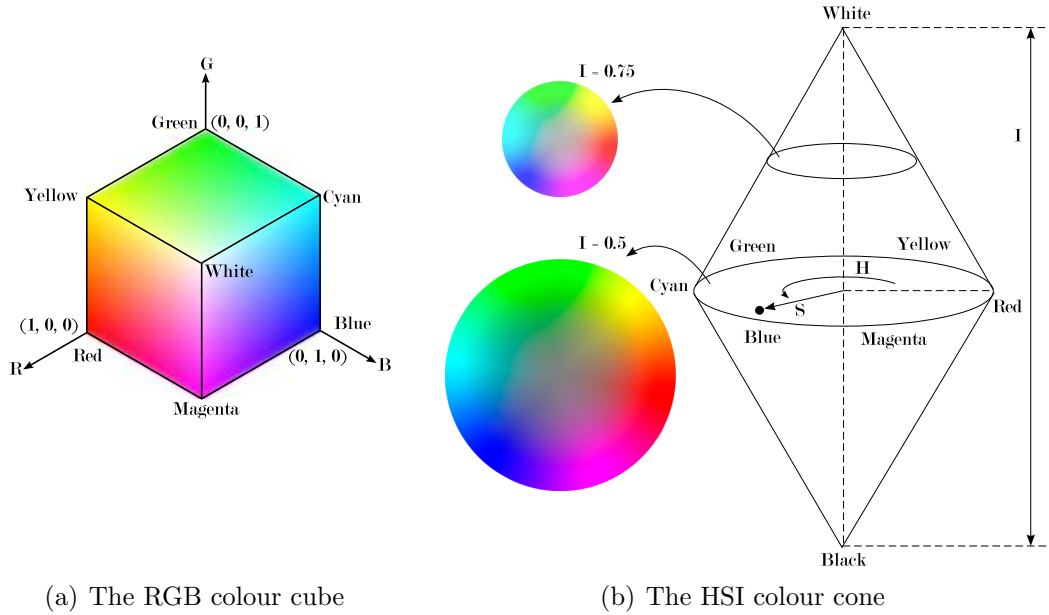 G
Green
(0, 0, 1)
Yellow
Cyan
White
(1, 0, 0)
Blue
Red
(0, 1, 0)
R
B
Magenta
(a) The RGB colour cube
White
I - 0.75
I
I - 0.5
Green
Yellow
H
Cyan
Red
S
Blue
Magenta
Black
(b) The HSI colour cone